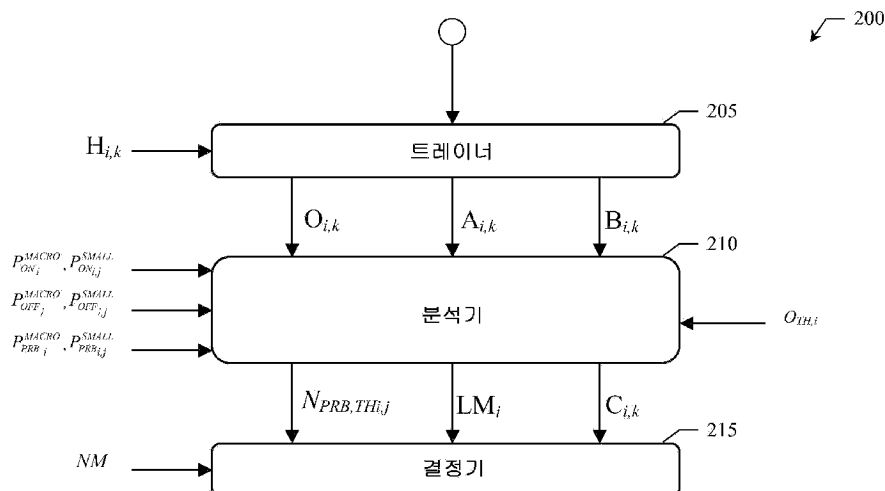 200
205
H_{i,k}
트레이너
O_{i,k} A_{i,k} B_{i,k}
210
P_{ON_i}^{MACRO}, P_{ON_{i,j}}^{SMALL}
P_{OFF_i}^{MACRO}, P_{OFF_{i,j}}^{SMALL}
분석기
O_{TH,i}
P_{PRB_i}^{MACRO}, P_{PRB_{i,j}}^{SMALL}
N_{PRB,THi,j} LM_i C_{i,k}
215
NM
결정기